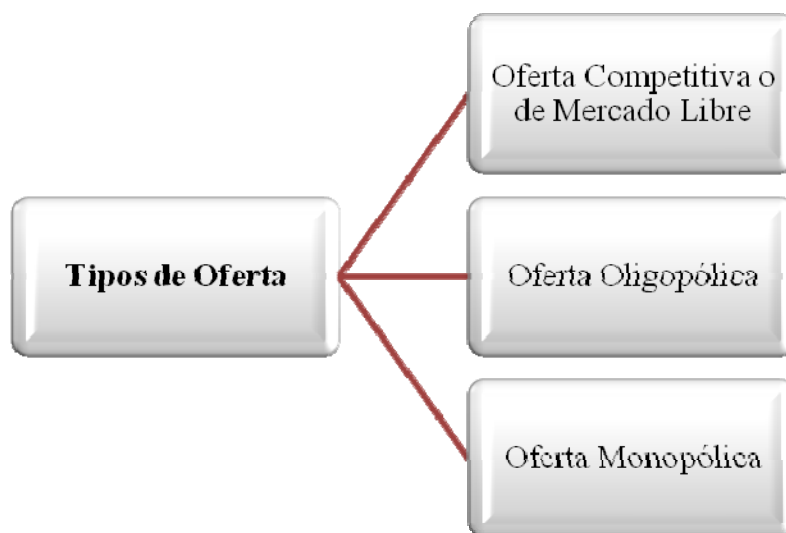 Oferta Competitiva o
de Mercado Libre
Tipos de Oferta
Oferta Oligopólica
Oferta Monopólica